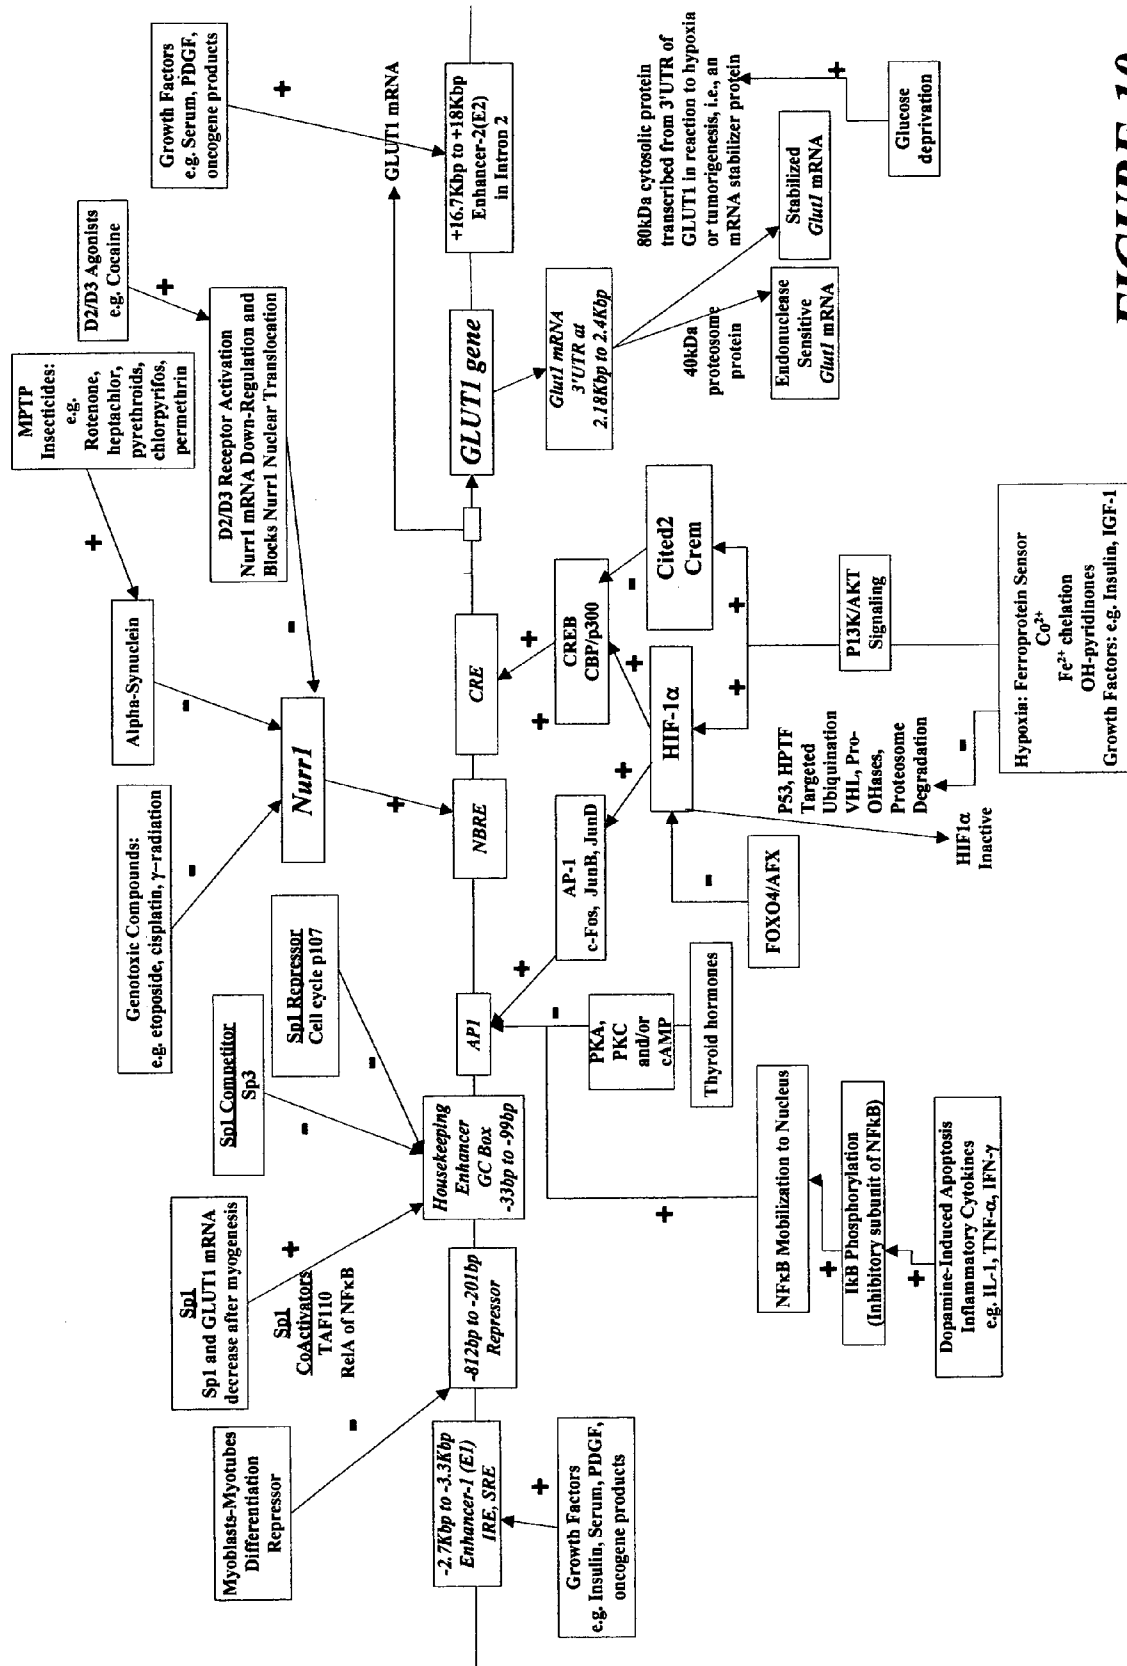 Growth Factors
e.g. Serum, PDGF,
oncogene products
+
GLUT1 mRNA
+16.7Kbp to +18Kbp
Enhancer-2(E2)
in Intron 2
D2/D3 Agonists
e.g. Cocaine
+
MPTP
Insecticides:
e.g.
Rotenone,
heptachlor,
pyrethroids,
chlorpyrifos,
permethrin
+
D2/D3 Receptor Activation
Nurr1 mRNA Down-Regulation and
Blocks Nurr1 Nuclear Translocation
-
Alpha-Synuclein
-
Genotoxic Compounds:
e.g. etoposide, cisplatin, γ–radiation
-
Nurr1
+
Sp1 Repressor
Cell cycle p107
-
Sp1 Competitor
Sp3
-
Sp1
Sp1 and GLUT1 mRNA
decrease after myogenesis
+
Sp1
CoActivators
TAF110
RelA of NFκB
Myoblasts-Myotubes
Differentiation
Repressor
-
-2.7Kbp to -3.3Kbp
Enhancer-1 (E1)
IRE, SRE
-812bp to -201bp
Repressor
Housekeeping
Enhancer
GC Box
-33bp to -99bp
AP1
NBRE
CRE
GLUT1 gene
+
Growth Factors
e.g. Insulin, Serum, PDGF,
oncogene products
Glut1 mRNA
3'UTR at
2.18Kbp to 2.4Kbp
40kDa
proteosome
protein
Endonuclease
Sensitive
Glut1 mRNA
Stabilized
Glut1 mRNA
80kDa cytosolic protein
transcribed from 3'UTR of
GLUT1 in reaction to hypoxia
or tumorigenesis, i.e., an
mRNA stabilizer protein
+
Glucose
deprivation
+
+
CREB
CBP/p300
-
Cited2
Crem
+
+
HIF-1α
+
+
AP-1
c-Fos, JunB, JunD
+
-
PKA,
PKC
and/or
cAMP
Thyroid hormones
-
FOXO4/AFX
HIF1α
Inactive
P53, HPTF
Targeted
Ubiquination
VHL, Pro-
OHases,
Proteosome
Degradation
-
P13K/AKT
Signaling
Hypoxia: Ferroprotein Sensor
Co2+
Fe2+ chelation
OH-pyridinones
Growth Factors: e.g. Insulin, IGF-1
+
NFκB Mobilization to Nucleus
+
IkB Phosphorylation
(Inhibitory subunit of NFkB)
+
Dopamine-Induced Apoptosis
Inflammatory Cytokines
e.g. IL-1, TNF-α, IFN-γ